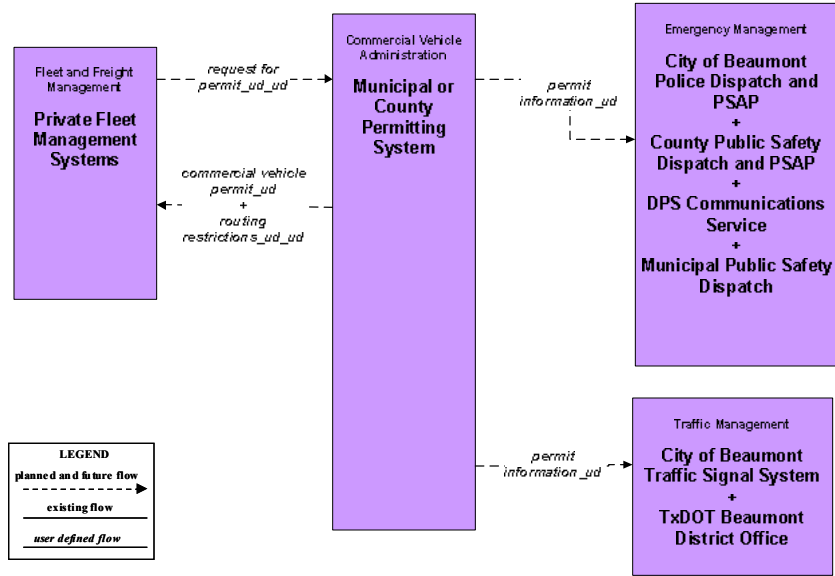 Fleet and Freight
Management
Private Fleet
Management
Systems
request for
permit_ud_ud
commercial vehicle
permit_ud
+
routing
restrictions_ud_ud
Commercial Vehicle
Administration
Municipal or
County
Permitting
System
permit
information_ud
Emergency Management
City of Beaumont
Police Dispatch and
PSAP
+
County Public Safety
Dispatch and PSAP
+
DPS Communications
Service
+
Municipal Public Safety
Dispatch
permit
information_ud
Traffic Management
City of Beaumont
Traffic Signal System
+
TxDOT Beaumont
District Office
LEGEND
planned and future flow
existing flow
user defined flow